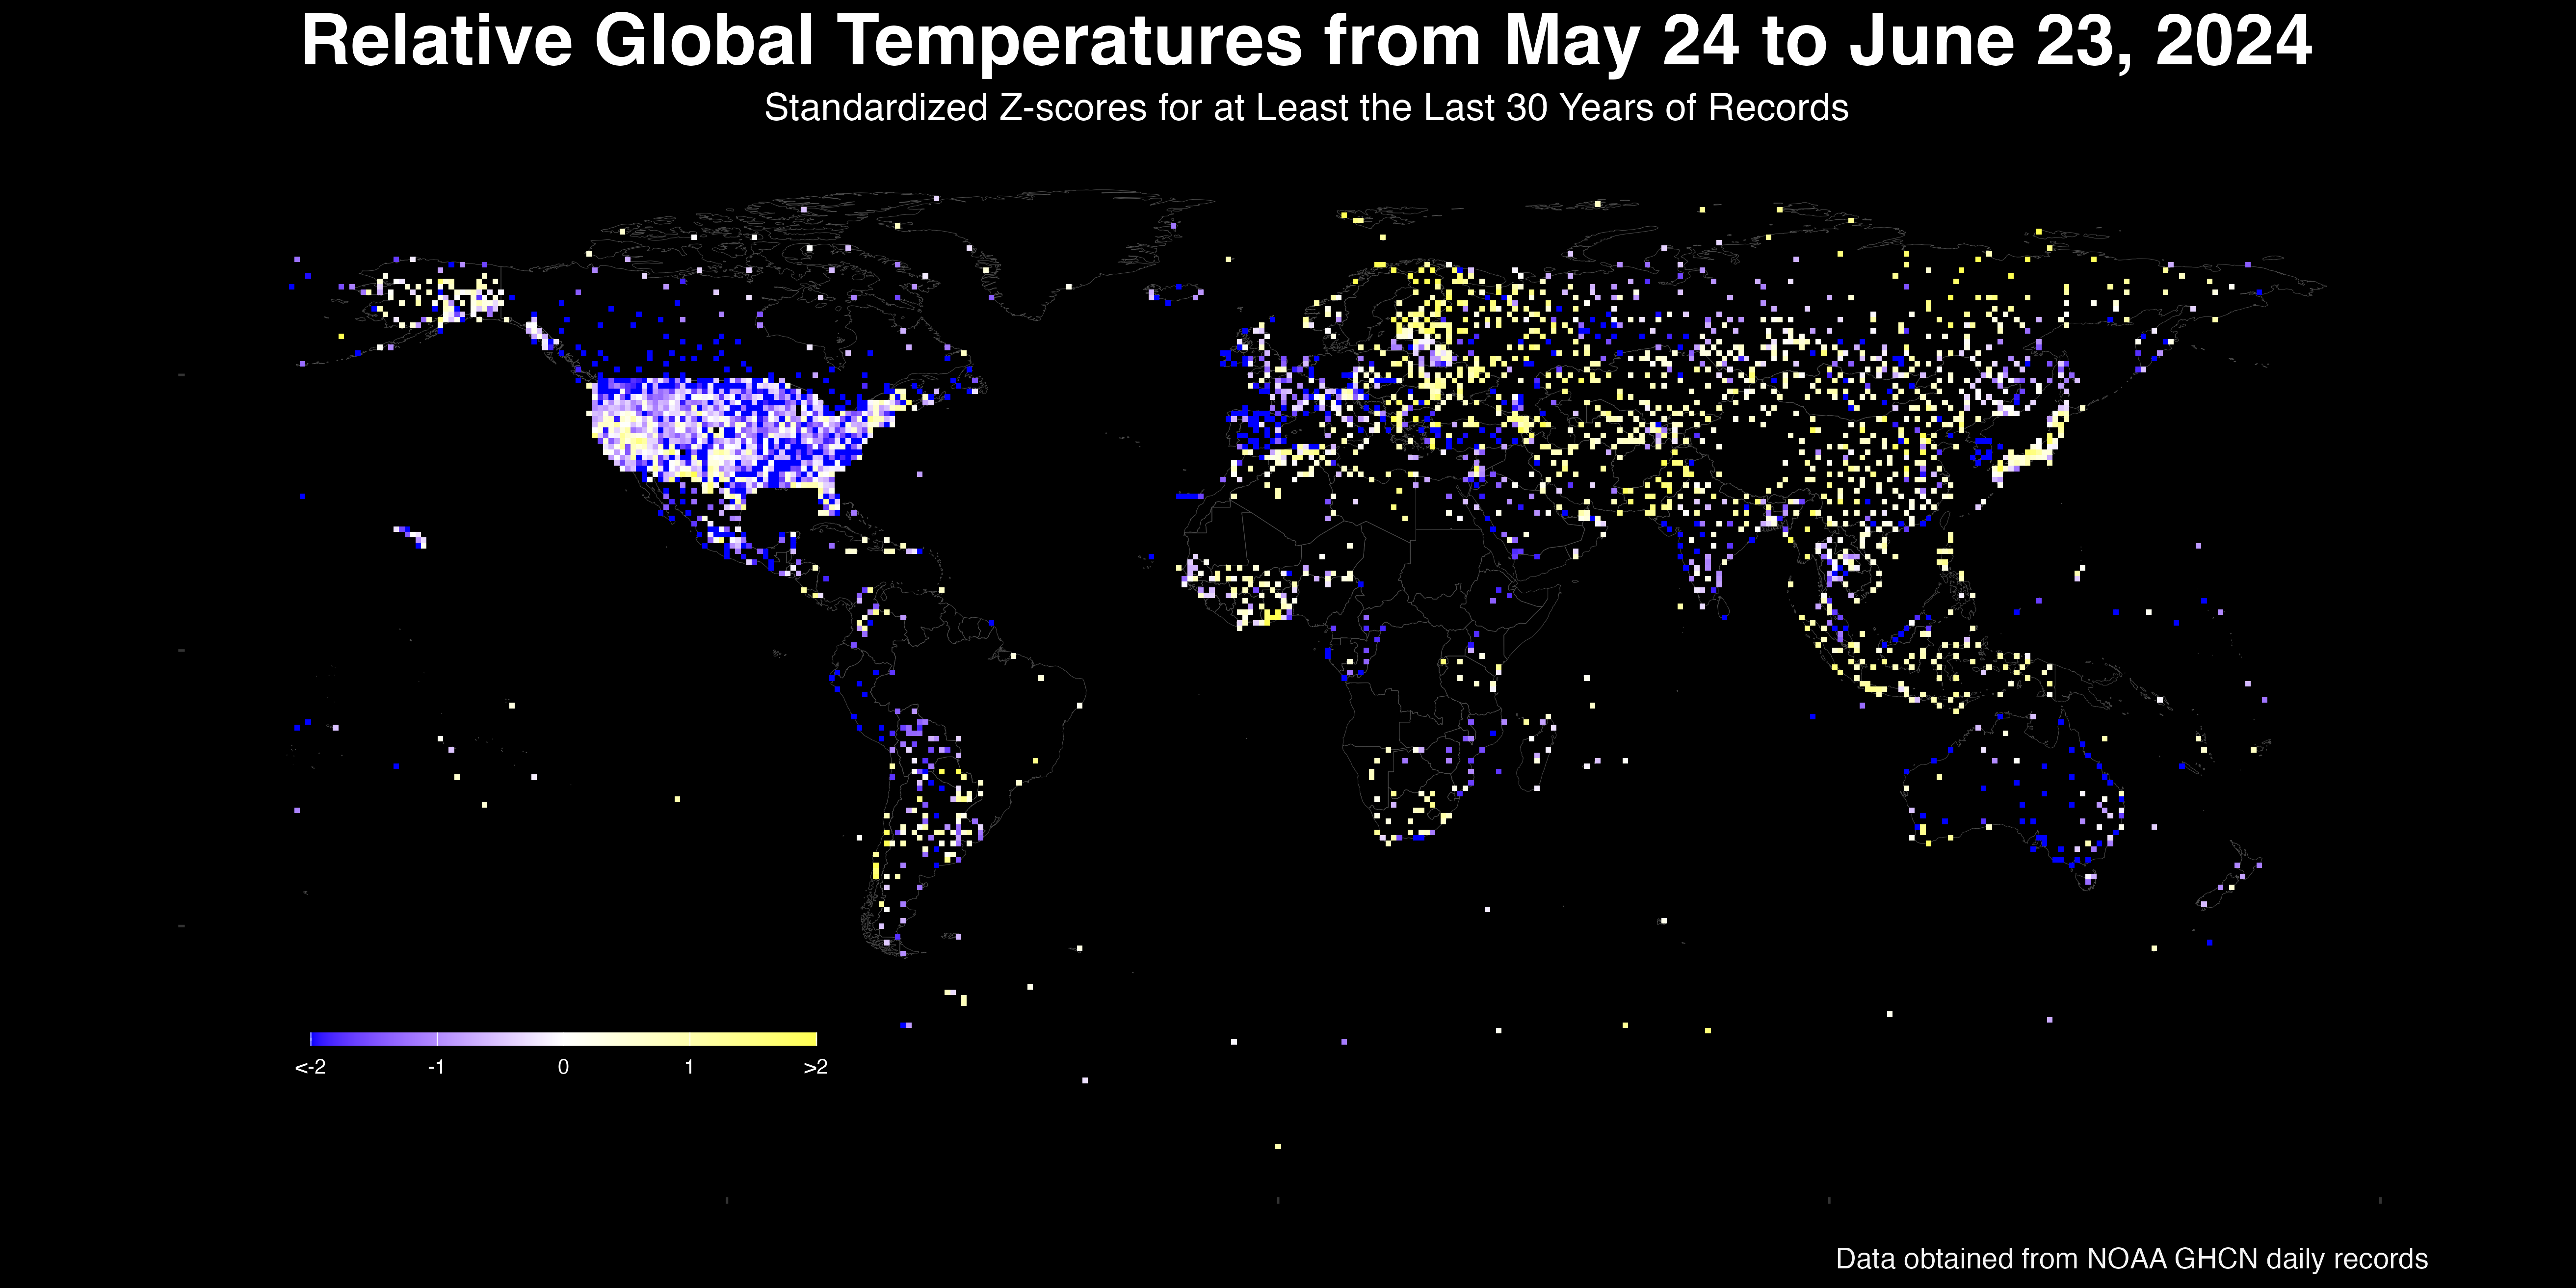 Relative Global Temperatures from May 24 to June 23, 2024
Standardized Z-scores for at Least the Last 30 Years of Records
<-2 -1 0 1 >2
Data obtained from NOAA GHCN daily records